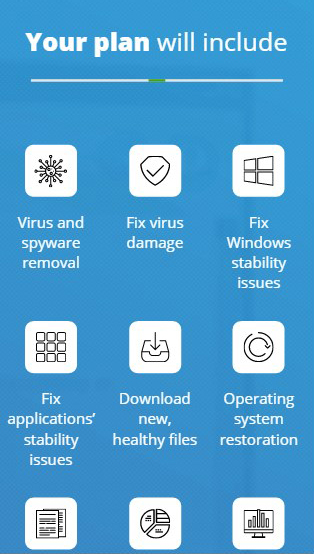 Your plan will include
Virus and
spyware
removal
Fix virus
damage
Fix
Windows
stability
issues
Fix
applications’
stability
issues
Download
new,
healthy files
Operating
system
restoration